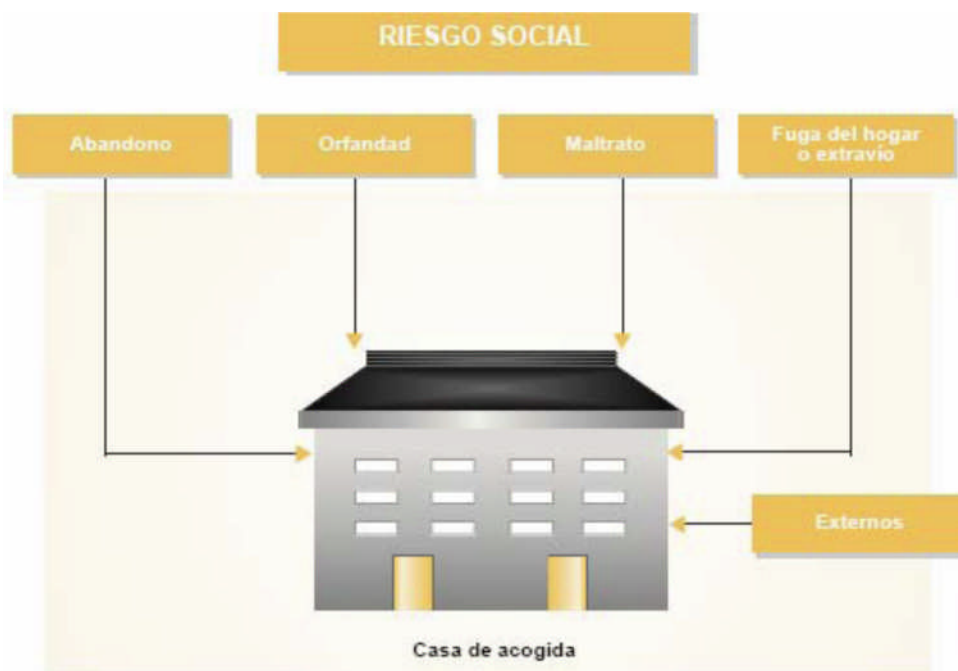 RIESGO SOCIAL
Abandono
Orfandad
Maltrato
Fuga del hogar
o extravío
Externos
Casa de acogida